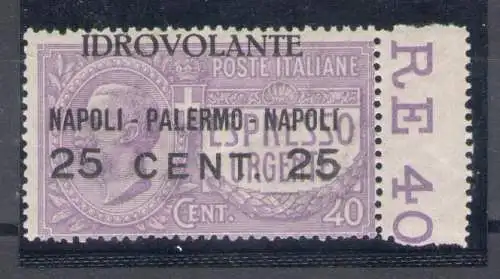 IDROVOLANTE
POSTE ITALIANE
NAPOLI - PALERMO - NAPOLI
ESPRESSO
25 CENT. 25
URGENTE
CENT. 40
RE 40